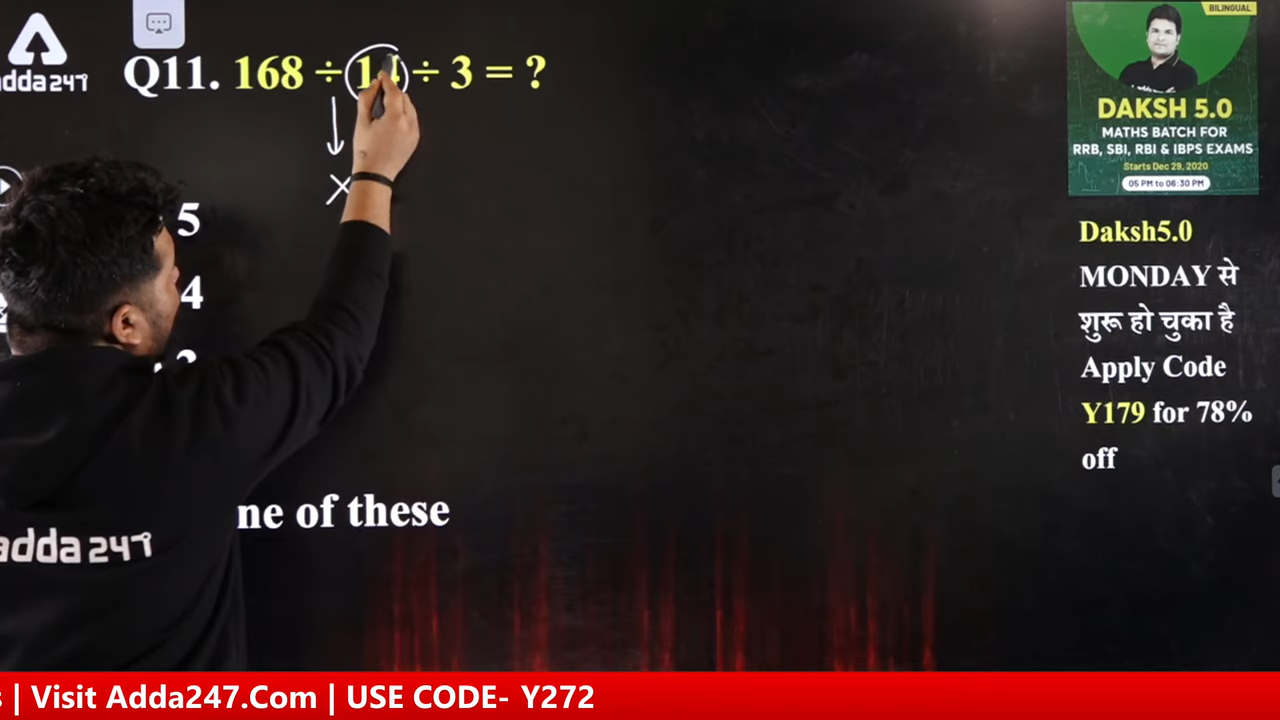 adda247
Q11. 168 ÷ 14 ÷ 3 = ?
×
5
4
ne of these
adda247
BILINGUAL
DAKSH 5.0
MATHS BATCH FOR
RRB, SBI, RBI & IBPS EXAMS
Starts Dec 29, 2020
05 PM to 06:30 PM
Daksh5.0
MONDAY से
शुरू हो चुका है
Apply Code
Y179 for 78%
off
| Visit Adda247.Com | USE CODE- Y272